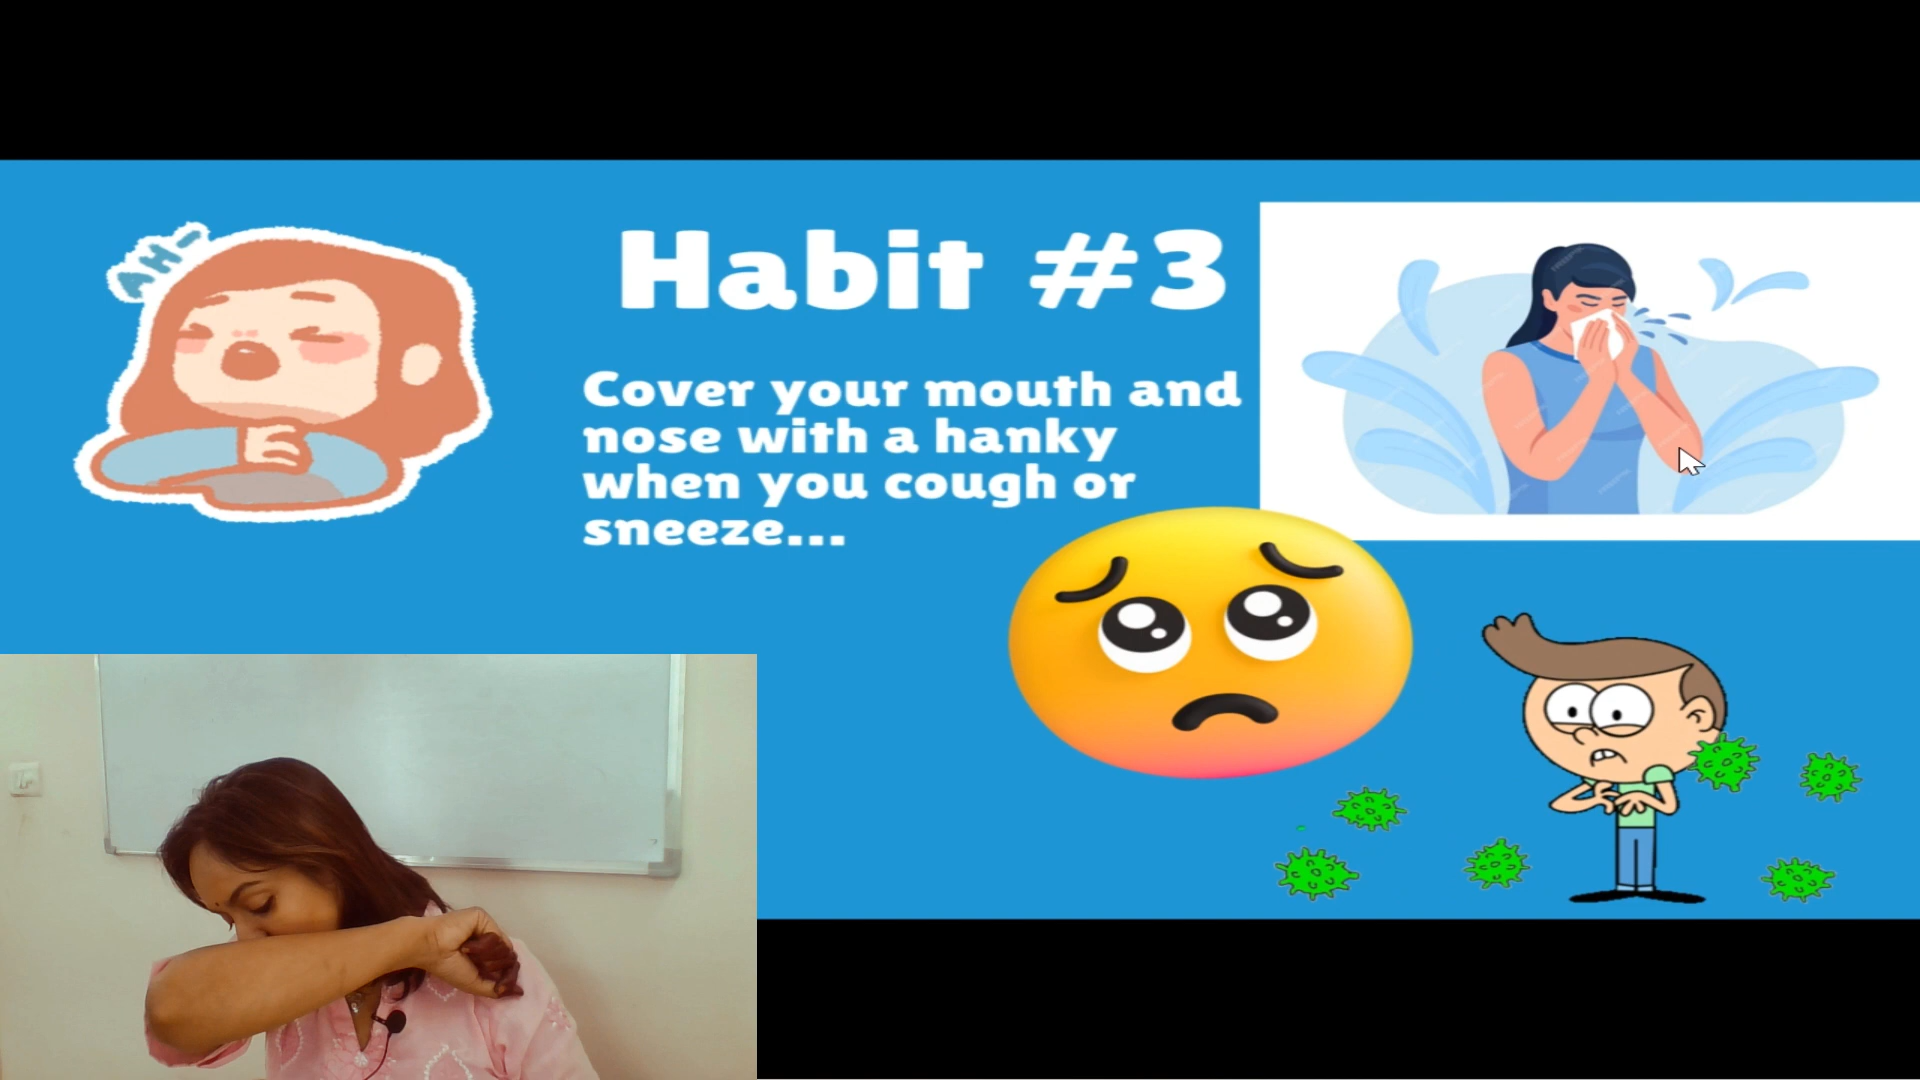 AH-
Habit #3
Cover your mouth and
nose with a hanky
when you cough or
sneeze...